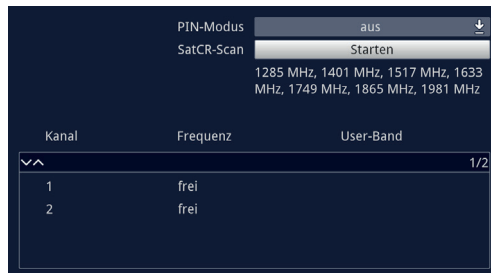 PIN-Modus aus
SatCR-Scan Starten
1285 MHz, 1401 MHz, 1517 MHz, 1633
MHz, 1749 MHz, 1865 MHz, 1981 MHz
Kanal Frequenz User-Band
1/2
1 frei
2 frei